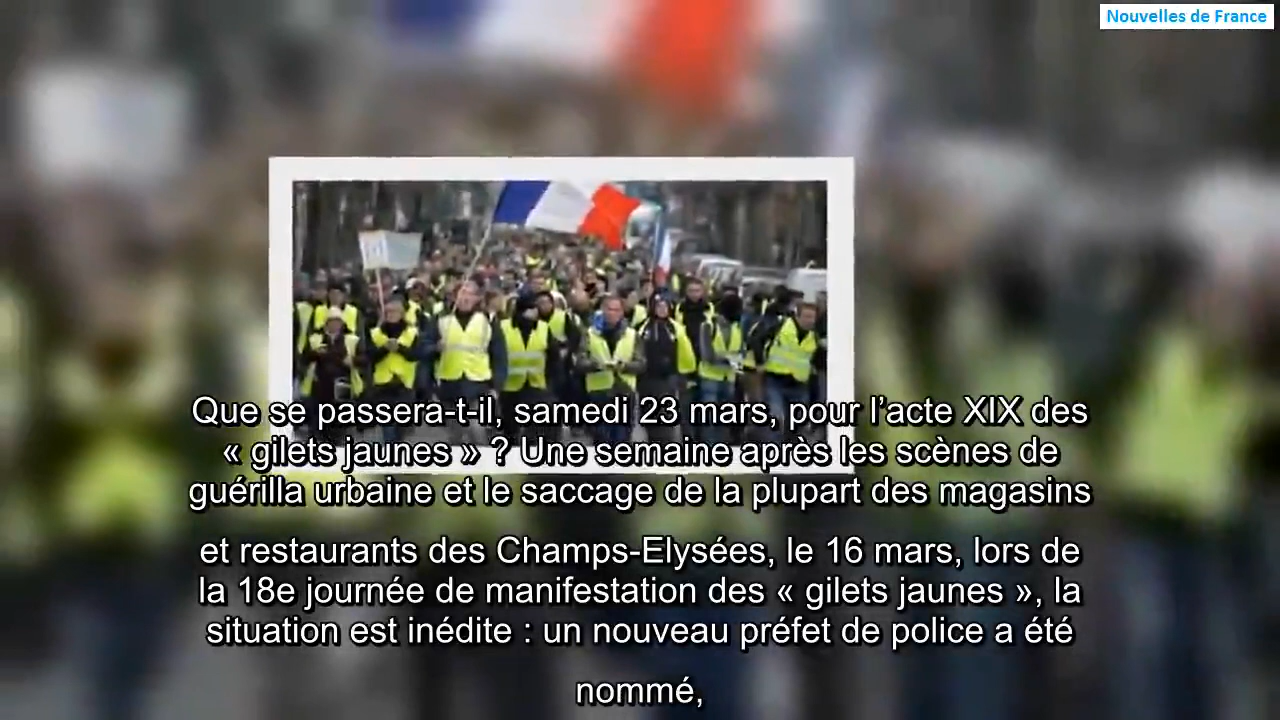 Nouvelles de France
Que se passera-t-il, samedi 23 mars, pour l’acte XIX des
« gilets jaunes » ? Une semaine après les scènes de
guérilla urbaine et le saccage de la plupart des magasins
et restaurants des Champs-Elysées, le 16 mars, lors de
la 18e journée de manifestation des « gilets jaunes », la
situation est inédite : un nouveau préfet de police a été
nommé,